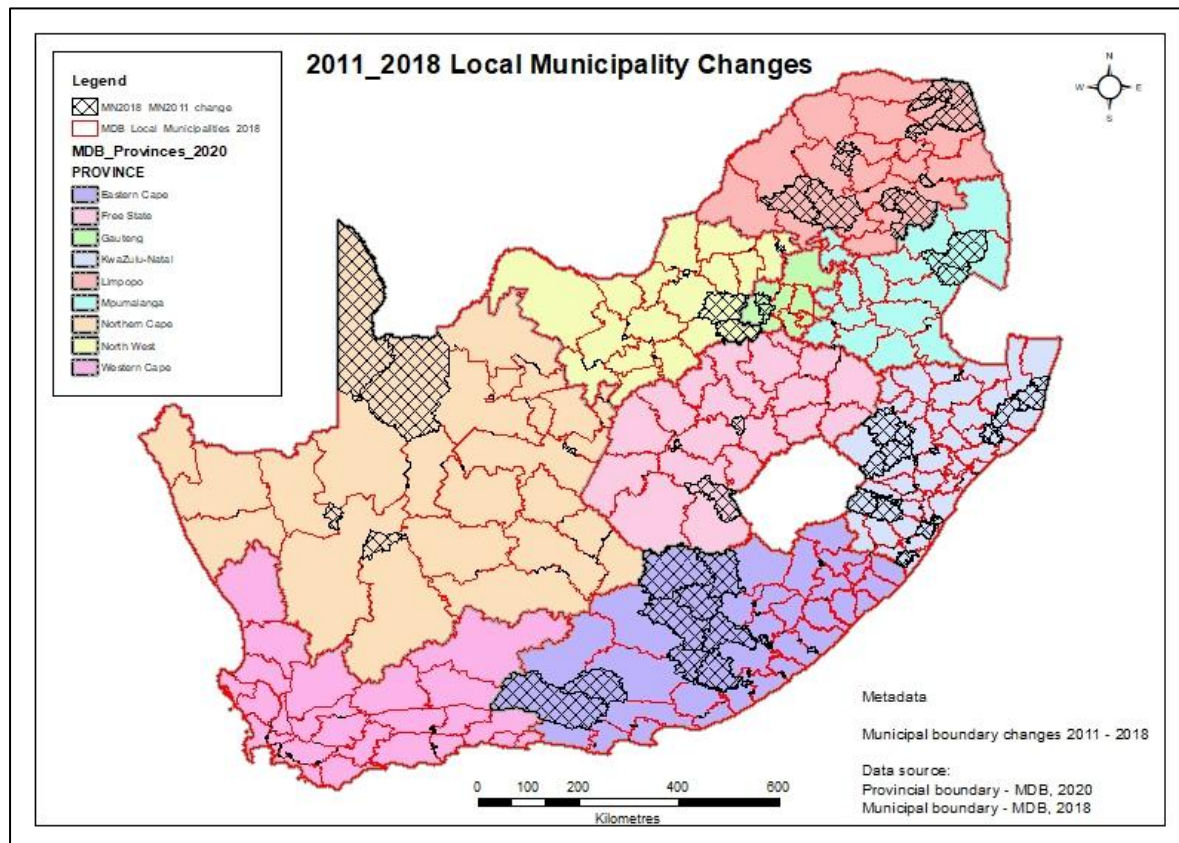 2011_2018 Local Municipality Changes
Legend
MN2018 MN2011 change
MDB Local Municipalities 2018
MDB_Provinces_2020
PROVINCE
Eastern Cape
Free State
Gauteng
KwaZulu-Natal
Limpopo
Mpumalanga
Northern Cape
North West
Western Cape
N
W
E
S
Metadata
Municipal boundary changes 2011 - 2018
Data source:
Provincial boundary - MDB, 2020
Municipal boundary - MDB, 2018
0 100 200 400 600
Kilometres